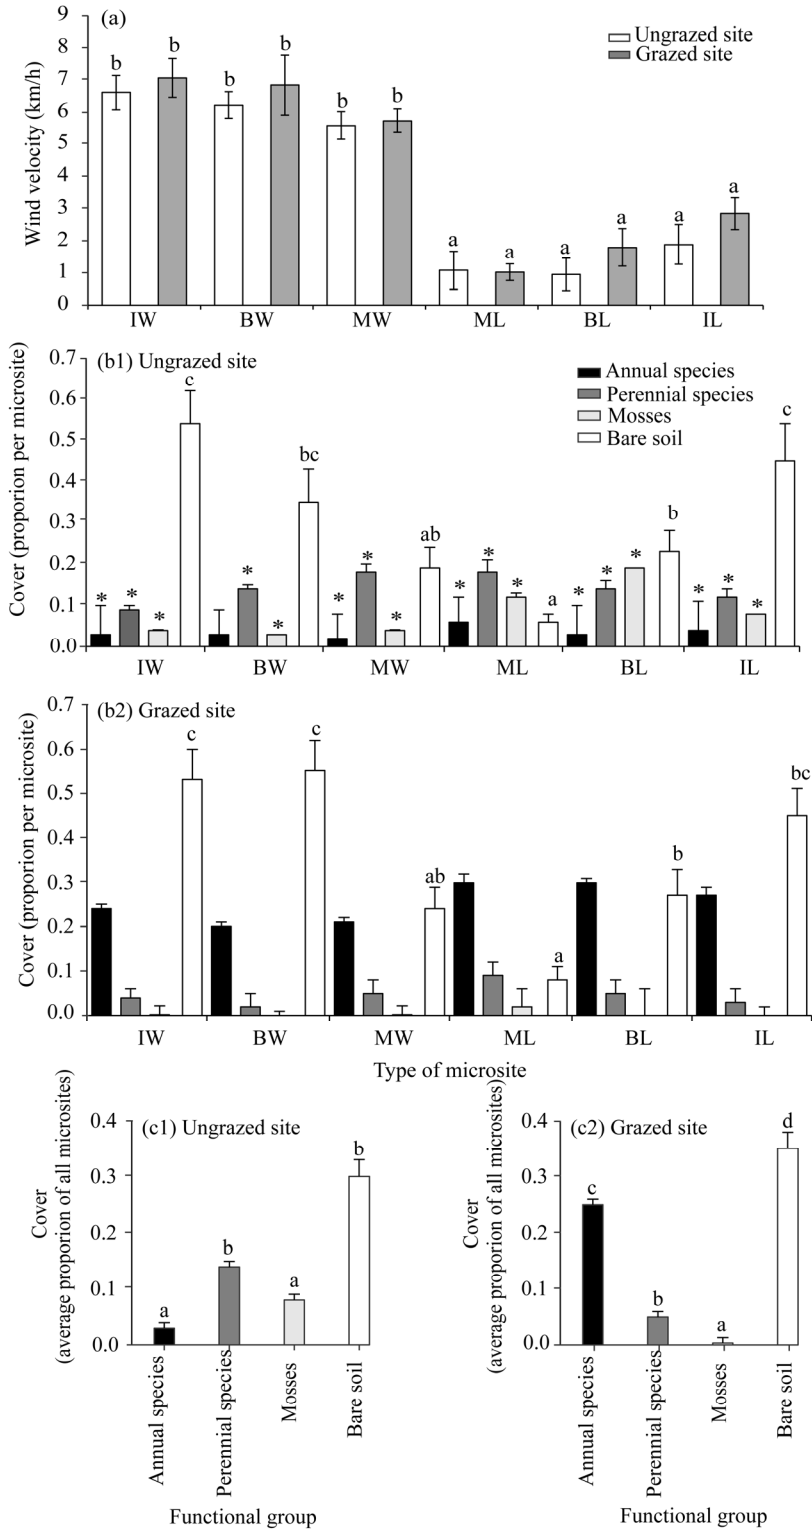 (a)
Ungrazed site
Grazed site
Wind velocity (km/h)
9
8
7
6
5
4
3
2
1
0
b b b b b b a a a a a a
IW BW MW ML BL IL
(b1) Ungrazed site
Annual species
Perennial species
Mosses
Bare soil
Cover (proporion per microsite)
0.7
0.6
0.5
0.4
0.3
0.2
0.1
0.0
* * * c * * bc * * * ab * * * a * * * b * * * c
IW BW MW ML BL IL
(b2) Grazed site
Cover (proporion per microsite)
0.7
0.6
0.5
0.4
0.3
0.2
0.1
0.0
c c ab a b bc
IW BW MW ML BL IL
Type of microsite
(c1) Ungrazed site
Cover
(average proporion of all microsites)
0.4
0.3
0.2
0.1
0.0
a b a b
Annual species
Perennial species
Mosses
Bare soil
Functional group
(c2) Grazed site
Cover
(average proporion of all microsites)
0.4
0.3
0.2
0.1
0.0
c b a d
Annual species
Perennial species
Mosses
Bare soil
Functional group